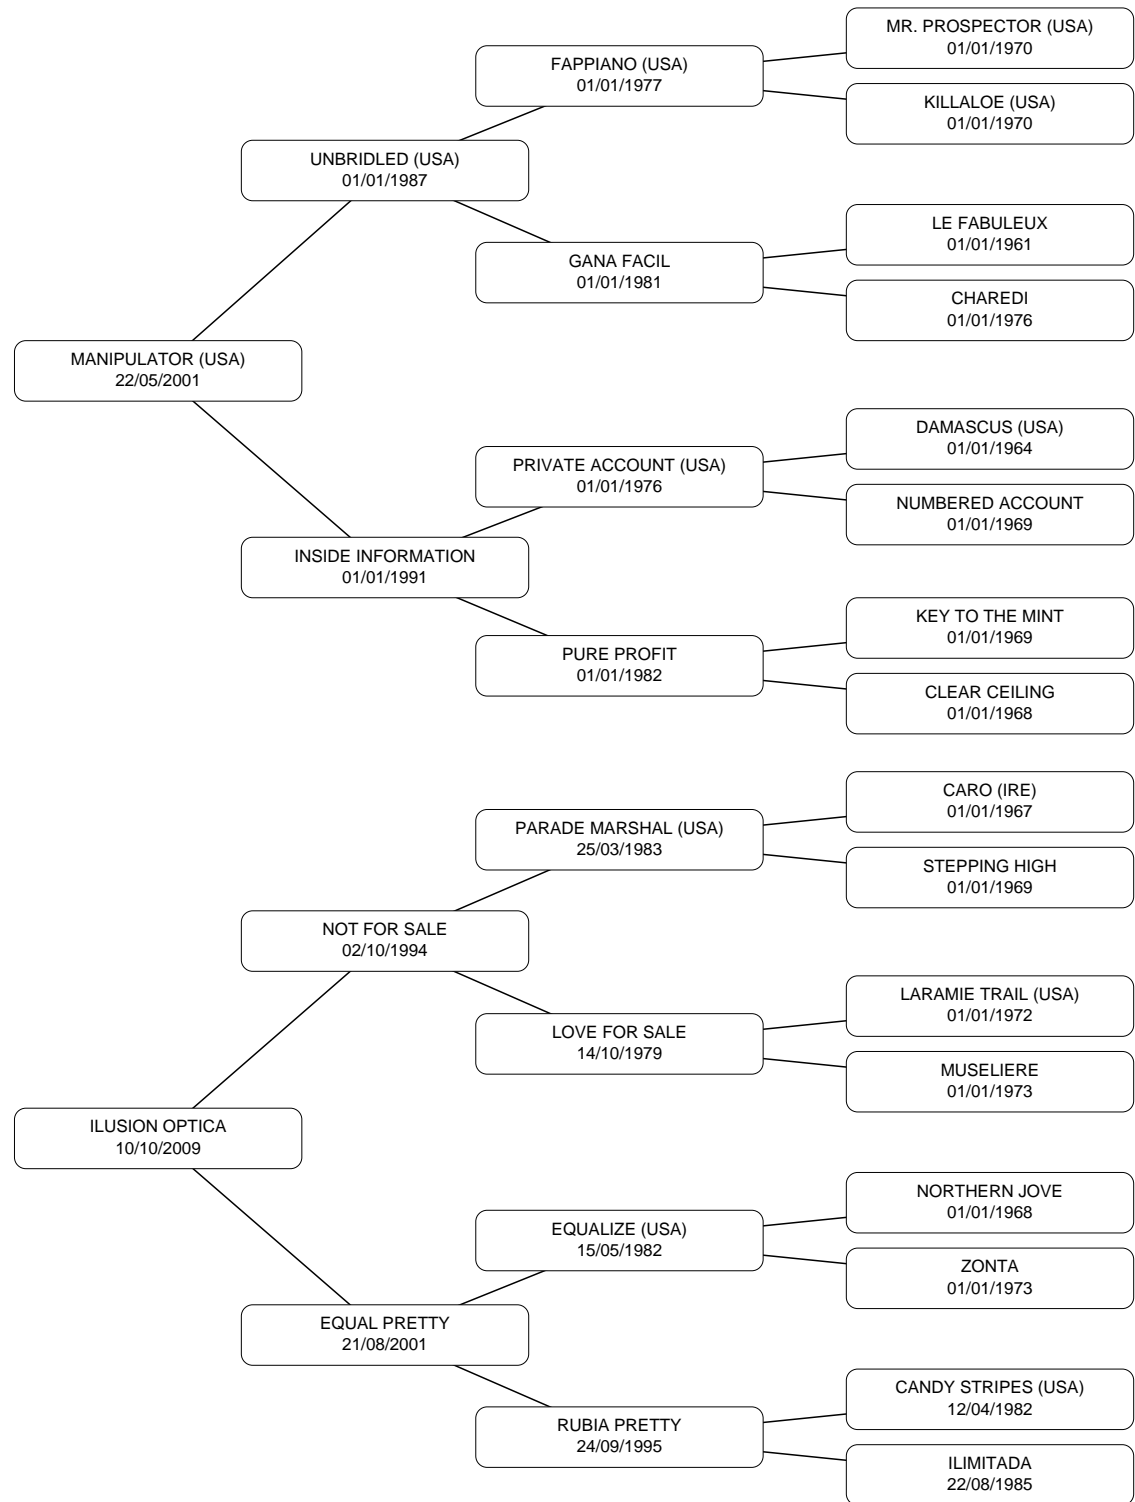 MR. PROSPECTOR (USA)
01/01/1970
FAPPIANO (USA)
01/01/1977
KILLALOE (USA)
01/01/1970
UNBRIDLED (USA)
01/01/1987
LE FABULEUX
01/01/1961
GANA FACIL
01/01/1981
CHAREDI
01/01/1976
MANIPULATOR (USA)
22/05/2001
DAMASCUS (USA)
01/01/1964
PRIVATE ACCOUNT (USA)
01/01/1976
NUMBERED ACCOUNT
01/01/1969
INSIDE INFORMATION
01/01/1991
KEY TO THE MINT
01/01/1969
PURE PROFIT
01/01/1982
CLEAR CEILING
01/01/1968
CARO (IRE)
01/01/1967
PARADE MARSHAL (USA)
25/03/1983
STEPPING HIGH
01/01/1969
NOT FOR SALE
02/10/1994
LARAMIE TRAIL (USA)
01/01/1972
LOVE FOR SALE
14/10/1979
MUSELIERE
01/01/1973
ILUSION OPTICA
10/10/2009
NORTHERN JOVE
01/01/1968
EQUALIZE (USA)
15/05/1982
ZONTA
01/01/1973
EQUAL PRETTY
21/08/2001
CANDY STRIPES (USA)
12/04/1982
RUBIA PRETTY
24/09/1995
ILIMITADA
22/08/1985